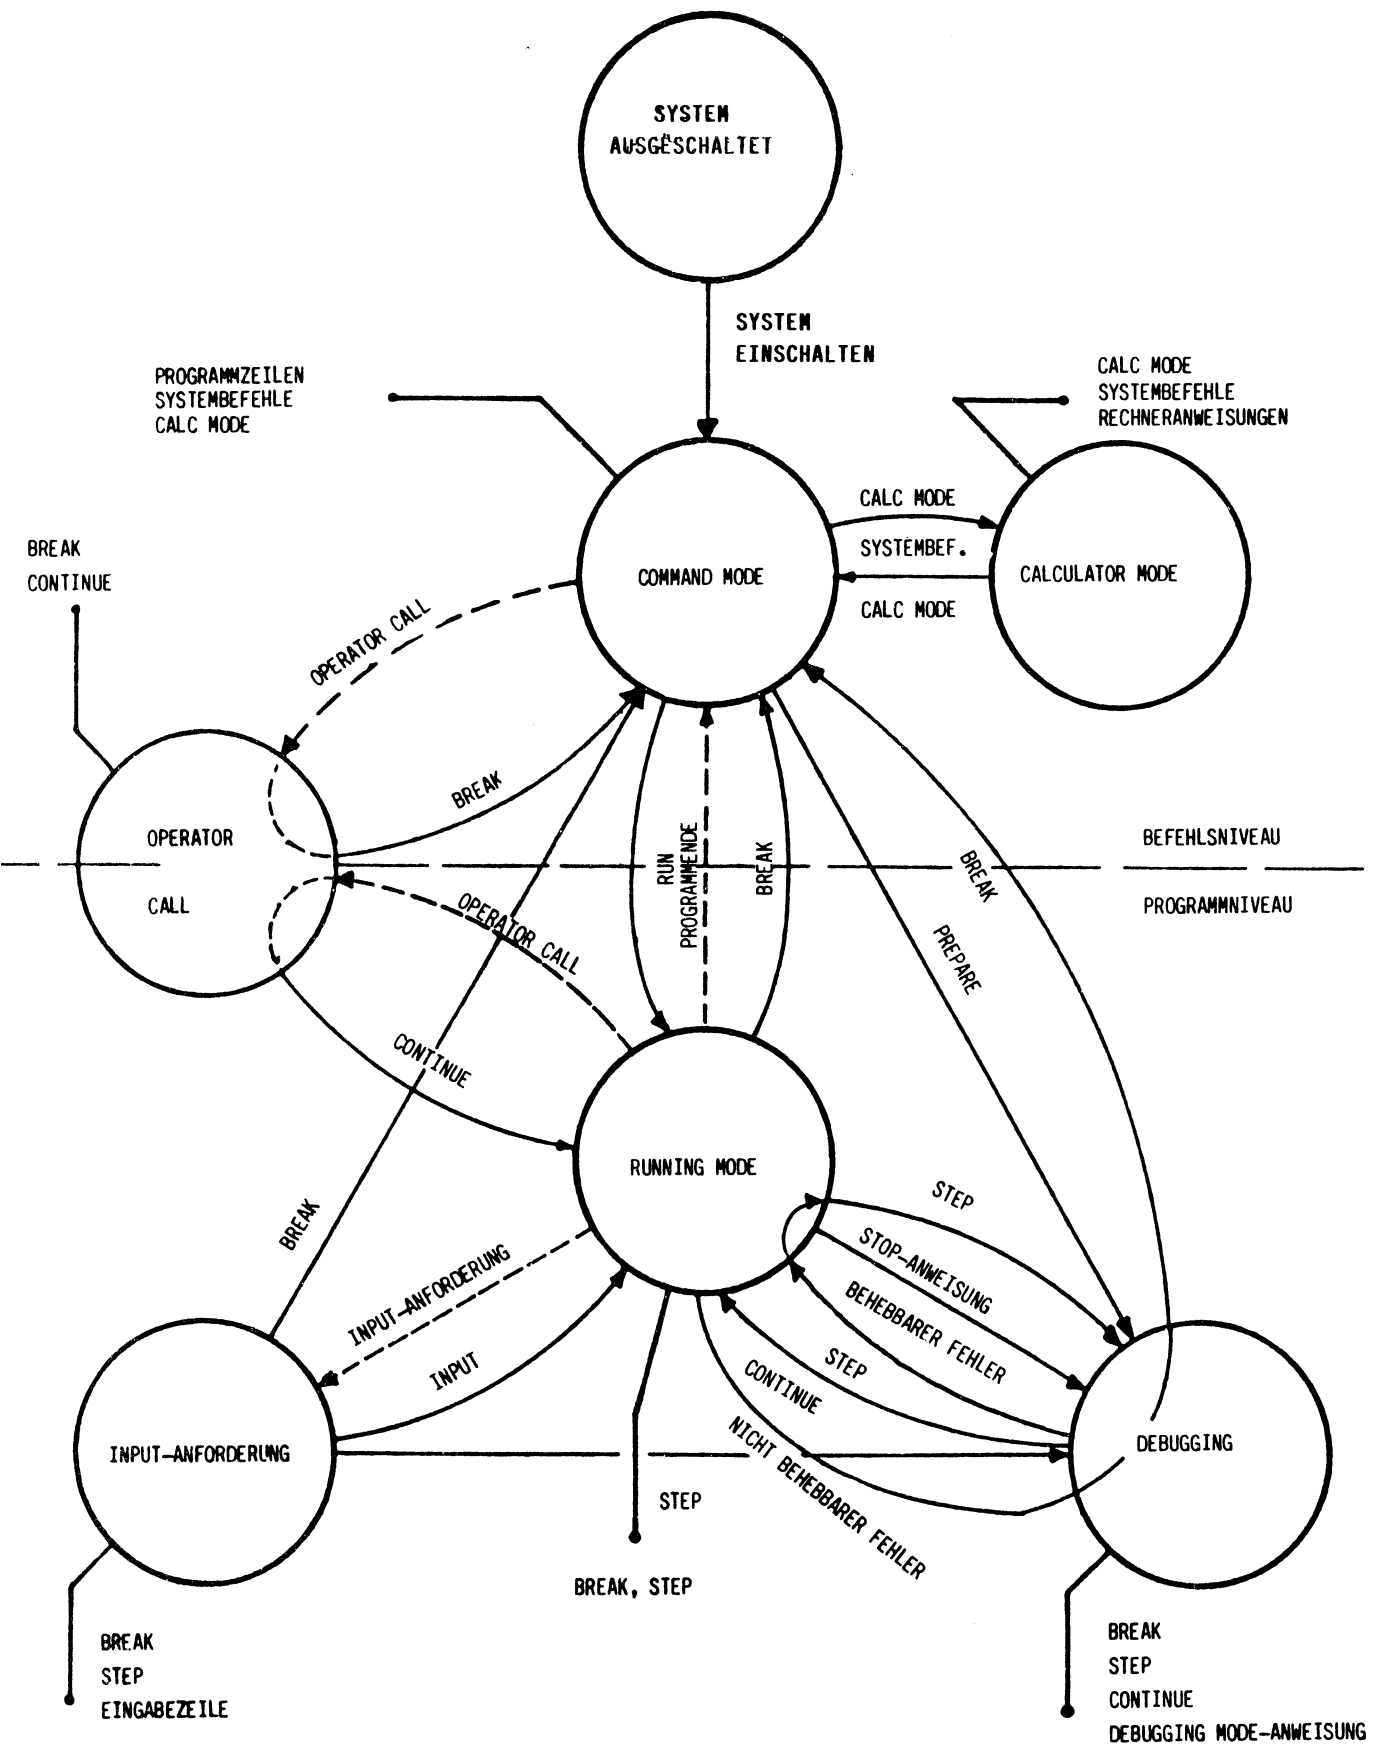 SYSTEM
AUSGESCHALTET
SYSTEM
EINSCHALTEN
PROGRAMMZEILEN
SYSTEMBEFEHLE
CALC MODE
CALC MODE
SYSTEMBEFEHLE
RECHNERANWEISUNGEN
BREAK
CONTINUE
COMMAND MODE
CALC MODE
SYSTEMBEF.
CALC MODE
CALCULATOR MODE
OPERATOR CALL
BREAK
OPERATOR
CALL
BEFEHLSNIVEAU
PROGRAMMNIVEAU
RUN
PROGRAMMENDE
BREAK
BREAK
PREPARE
OPERATOR CALL
CONTINUE
RUNNING MODE
BREAK
INPUT-ANFORDERUNG
INPUT
STEP
STOP-ANWEISUNG
BEHEBBARER FEHLER
STEP
CONTINUE
NICHT BEHEBBARER FEHLER
INPUT-ANFORDERUNG
DEBUGGING
STEP
BREAK, STEP
BREAK
STEP
EINGABEZEILE
BREAK
STEP
CONTINUE
DEBUGGING MODE-ANWEISUNG